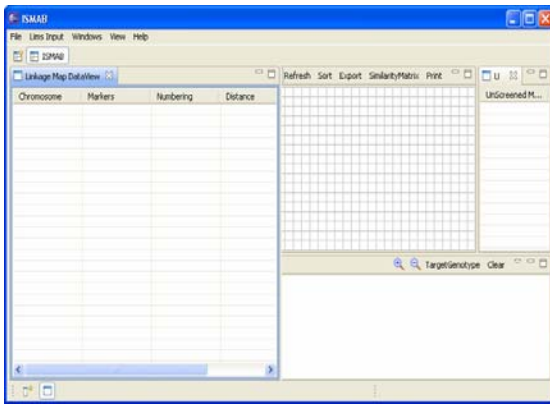 ISMAB
File Lims Input Windows View Help
ISMAB
Linkage Map DataView
Chromosome Markers Numbering Distance
Refresh Sort Export SimilarityMatrix Print
U
UnScreened M...
TargetGenotype Clear